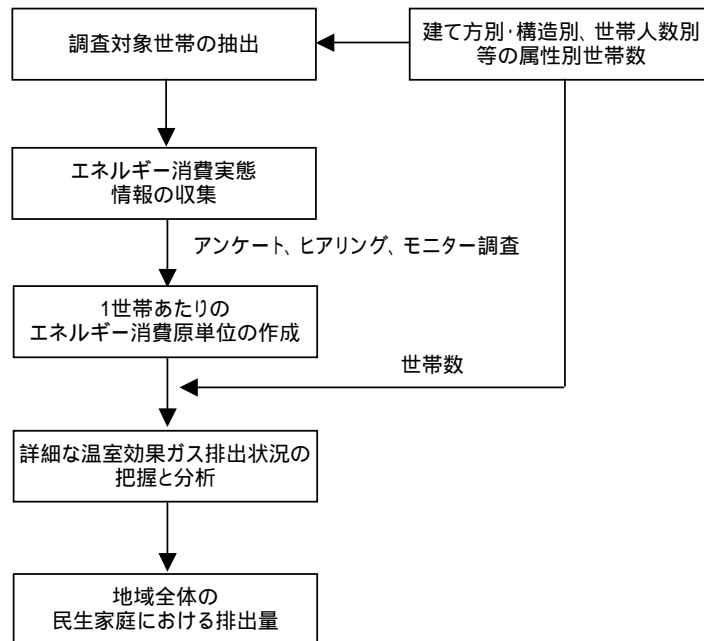 調査対象世帯の抽出
建て方別・構造別、世帯人数別
等の属性別世帯数
エネルギー消費実態
情報の収集
アンケート、ヒアリング、モニター調査
1世帯あたりの
エネルギー消費原単位の作成
世帯数
詳細な温室効果ガス排出状況の
把握と分析
地域全体の
民生家庭における排出量